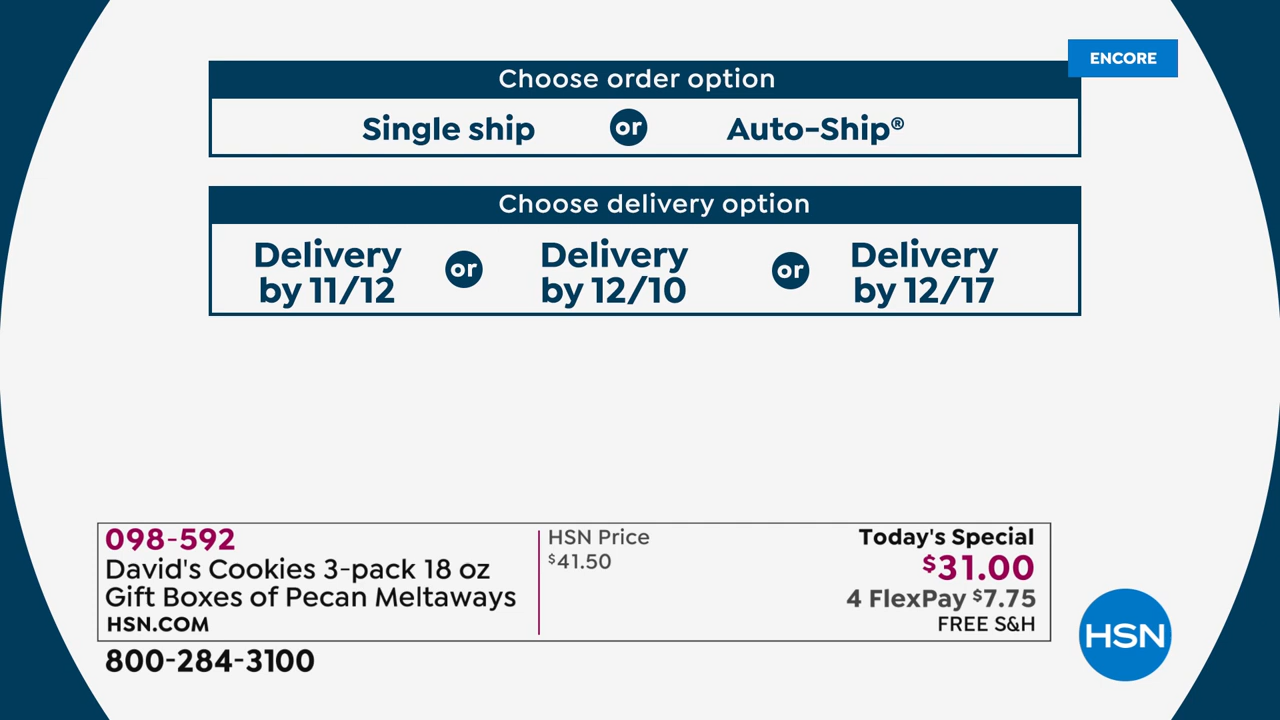 ENCORE
Choose order option
Single ship or Auto-Ship®
Choose delivery option
Delivery by 11/12 or Delivery by 12/10 or Delivery by 12/17
098-592
David's Cookies 3-pack 18 oz
Gift Boxes of Pecan Meltaways
HSN.COM
HSN Price
$41.50
Today's Special
$31.00
4 FlexPay $7.75
FREE S&H
800-284-3100
HSN